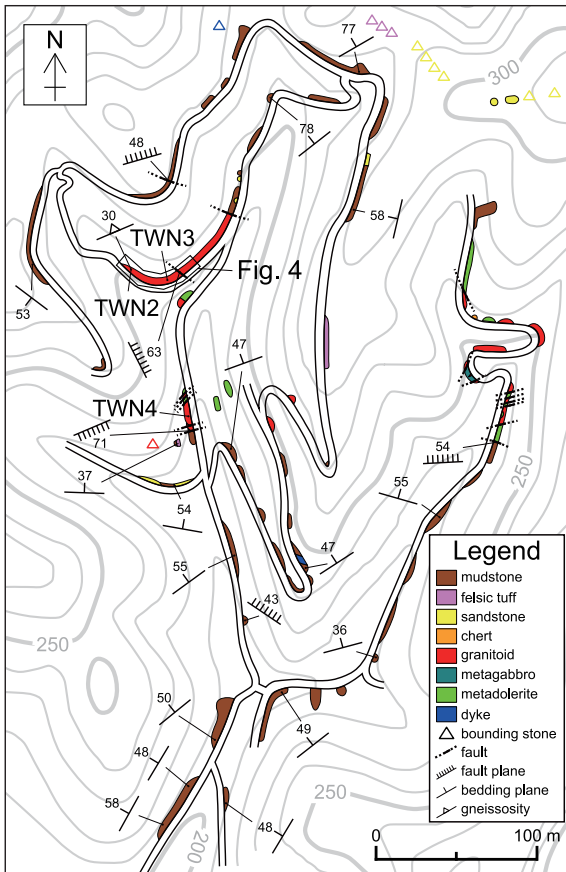 N
77
300
48
78
30
TWN3
58
Fig. 4
TWN2
53
63
47
TWN4
71
54
250
37
54
55
55
47
43
36
250
50
49
48
58
48
250
200
Legend
mudstone
felsic tuff
sandstone
chert
granitoid
metagabbro
metadolerite
dyke
bounding stone
fault
fault plane
bedding plane
gneissosity
0
100 m